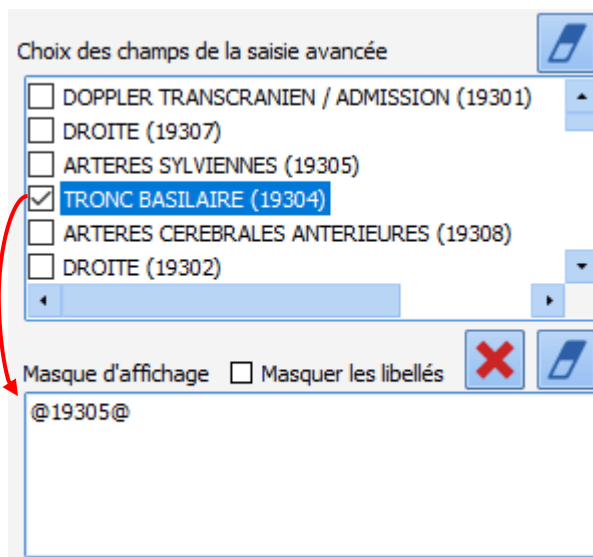 Choix des champs de la saisie avancée
DOPPLER TRANSCRANIEN / ADMISSION (19301)
DROITE (19307)
ARTERES SYLVIENNES (19305)
TRONC BASILAIRE (19304)
ARTERES CEREBRALES ANTERIEURES (19308)
DROITE (19302)
Masque d'affichage Masquer les libellés
@19305@